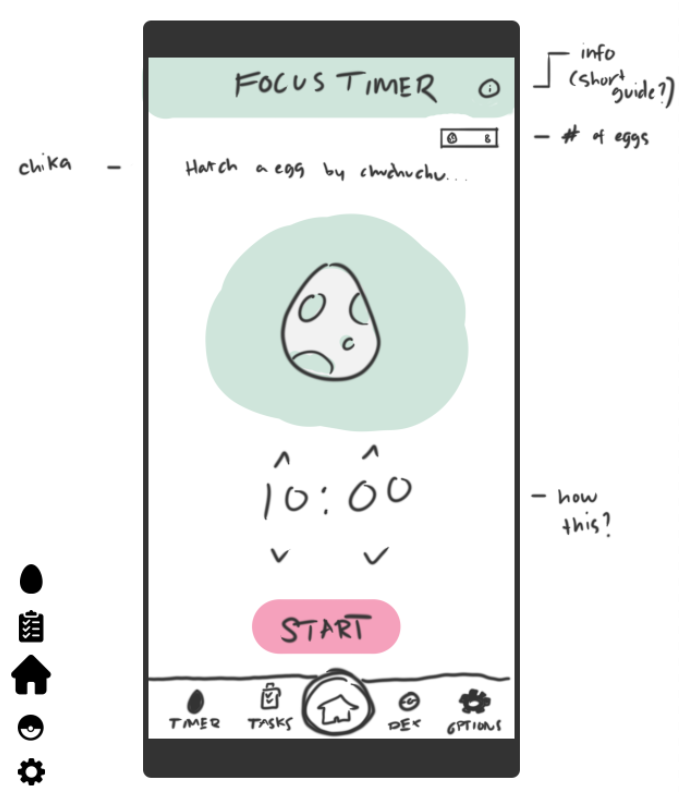 FOCUS TIMER
info
(short
guide?)
8
# of eggs
chika
Hatch a egg by chuchuchu...
10:00
how
this?
START
TIMER TASKS DEX OPTIONS